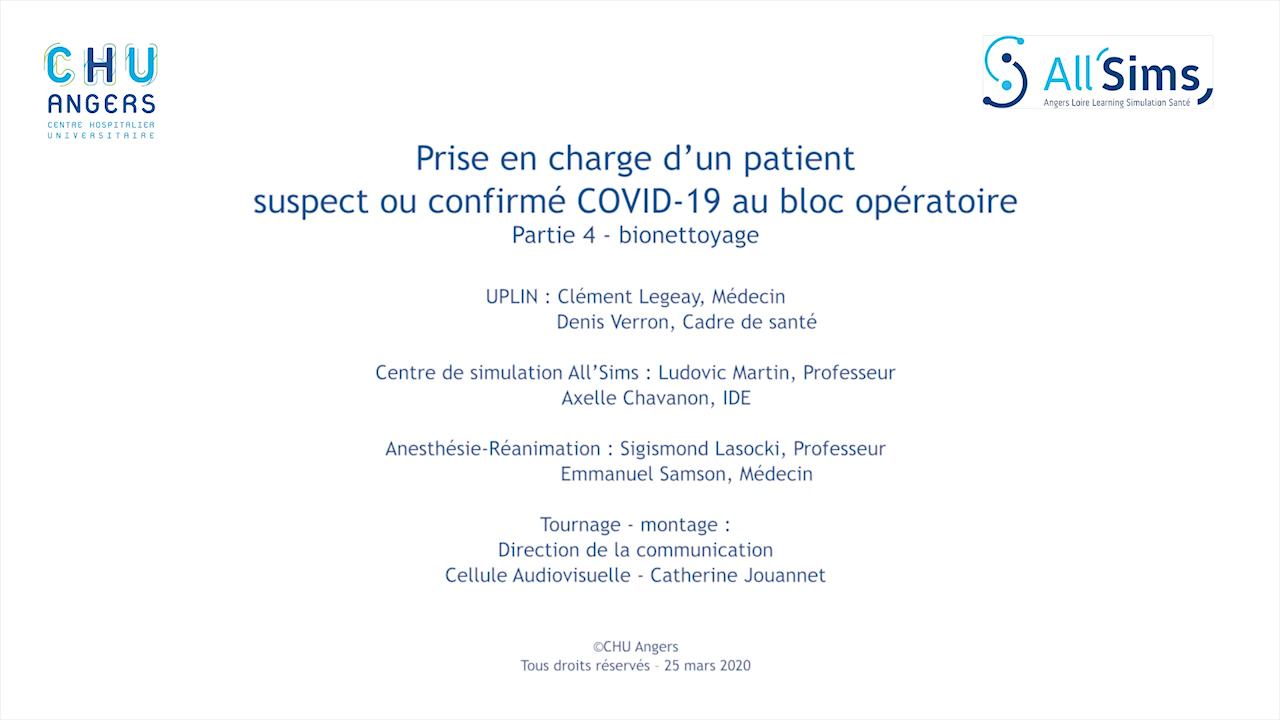 CHU
ANGERS
CENTRE HOSPITALIER
UNIVERSITAIRE
All'Sims
Angers Loire Learning Simulation Santé
Prise en charge d’un patient
suspect ou confirmé COVID-19 au bloc opératoire
Partie 4 - bionettoyage
UPLIN : Clément Legeay, Médecin
Denis Verron, Cadre de santé
Centre de simulation All’Sims : Ludovic Martin, Professeur
Axelle Chavanon, IDE
Anesthésie-Réanimation : Sigismond Lasocki, Professeur
Emmanuel Samson, Médecin
Tournage - montage :
Direction de la communication
Cellule Audiovisuelle - Catherine Jouannet
©CHU Angers
Tous droits réservés - 25 mars 2020